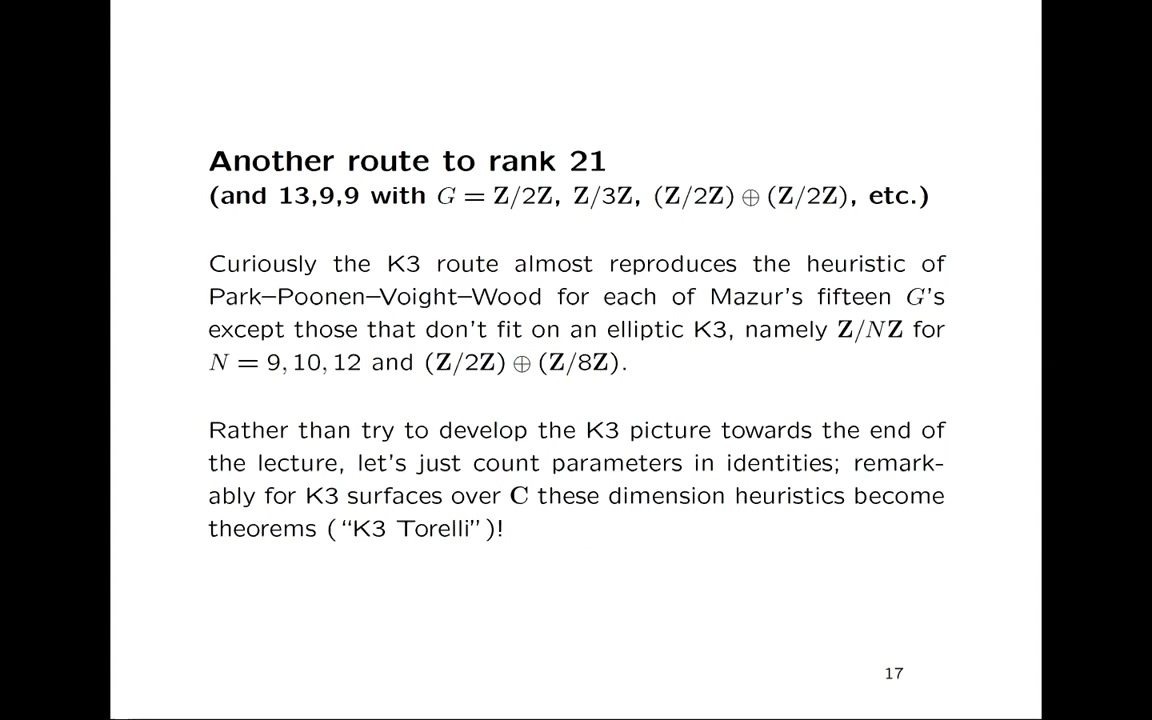 Another route to rank 21
(and 13,9,9 with G = Z/2Z, Z/3Z, (Z/2Z) ⊕ (Z/2Z), etc.)
Curiously the K3 route almost reproduces the heuristic of
Park–Poonen–Voight–Wood for each of Mazur's fifteen G's
except those that don't fit on an elliptic K3, namely Z/NZ for
N = 9, 10, 12 and (Z/2Z) ⊕ (Z/8Z).
Rather than try to develop the K3 picture towards the end of
the lecture, let's just count parameters in identities; remark-
ably for K3 surfaces over C these dimension heuristics become
theorems (“K3 Torelli”)!
17